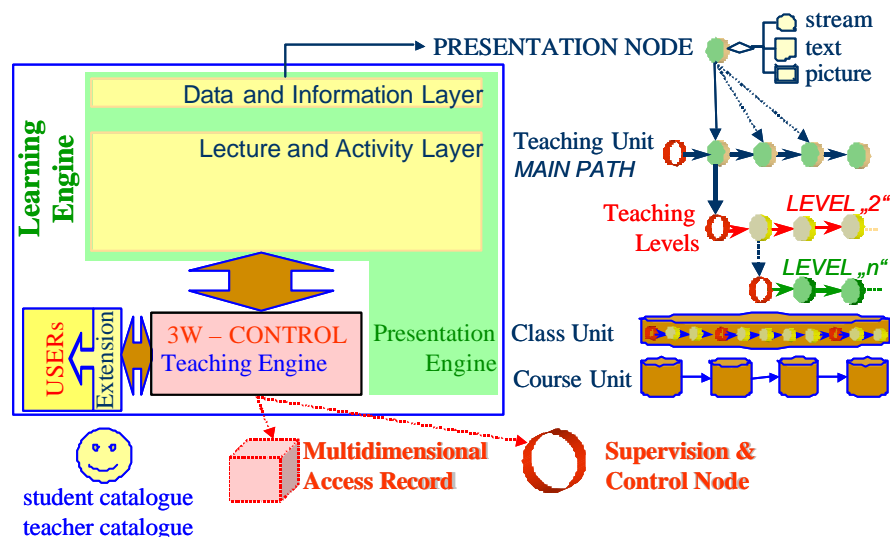 stream
PRESENTATION NODE
text
picture
Data and Information Layer
Lecture and Activity Layer
Learning
Engine
Teaching Unit
MAIN PATH
Teaching
Levels
LEVEL „2“
LEVEL „n“
USERs
Extension
3W – CONTROL
Teaching Engine
Presentation
Engine
Class Unit
Course Unit
Multidimensional
Access Record
Supervision &
Control Node
student catalogue
teacher catalogue